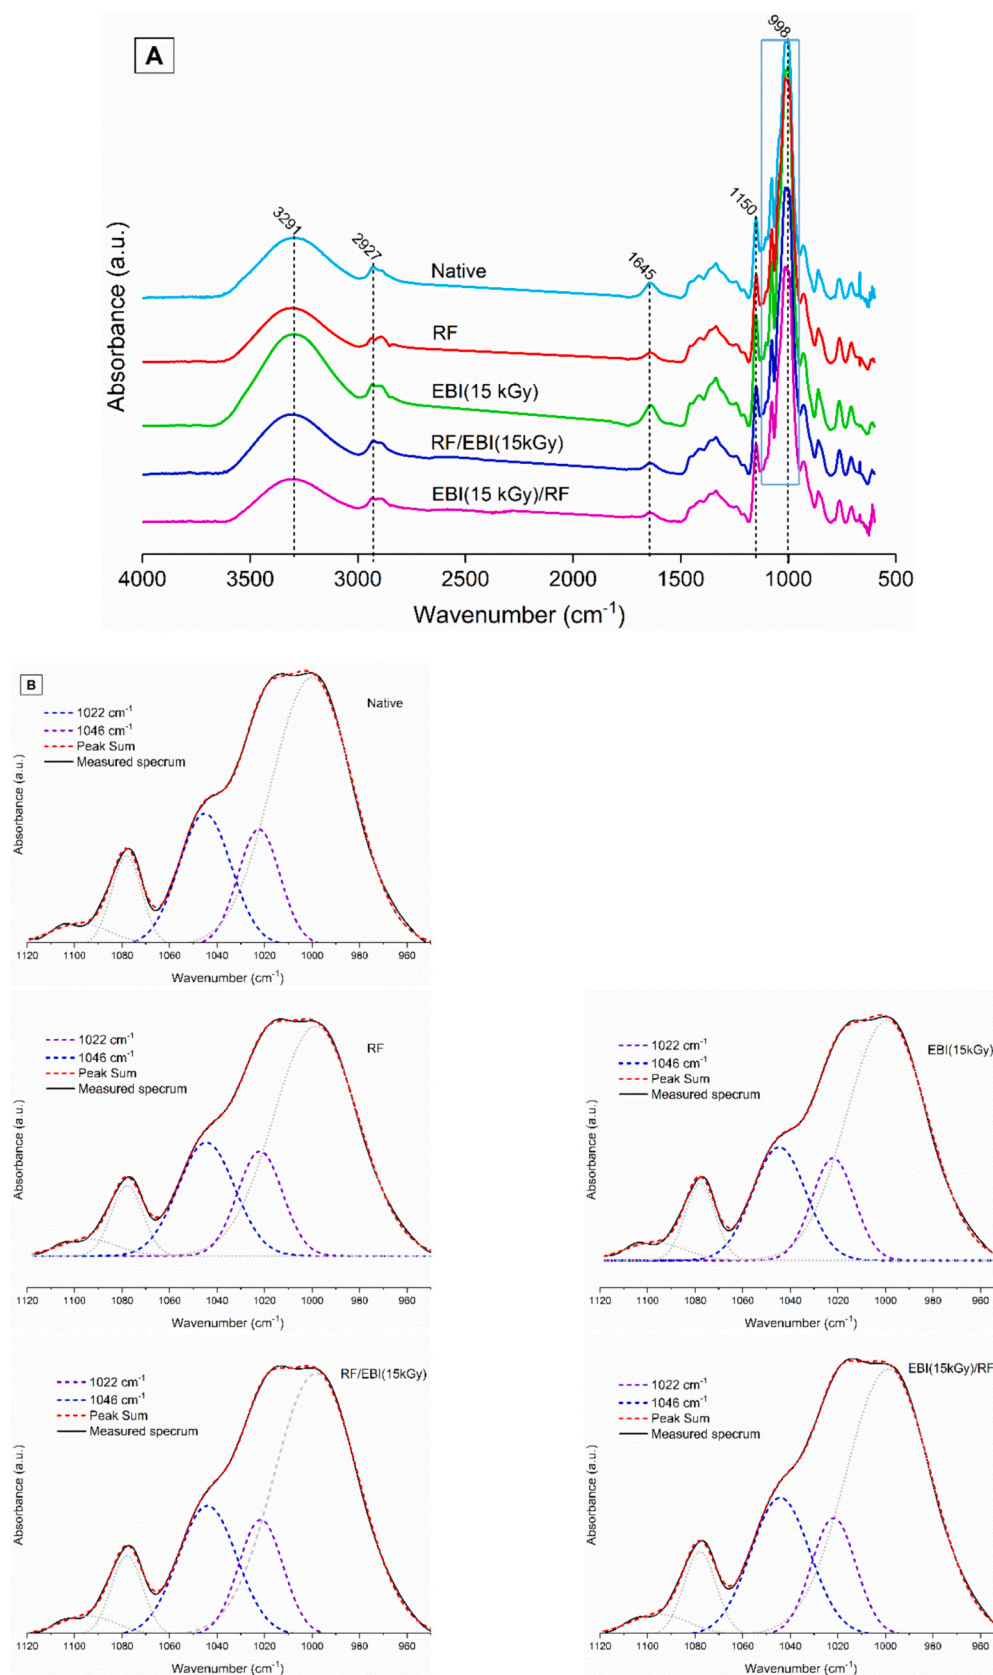 A
998
1150
3291
2927
1645
Native
RF
EBI(15 kGy)
RF/EBI(15kGy)
EBI(15 kGy)/RF
Absorbance (a.u.)
4000 3500 3000 2500 2000 1500 1000 500
Wavenumber (cm-1)
B
Native
1022 cm-1
1046 cm-1
Peak Sum
Measured specrum
Absorbance (a.u.)
1120 1100 1080 1060 1040 1020 1000 960
Wavenumber (cm-1)
RF
1022 cm-1
1046 cm-1
Peak Sum
Measured specrum
Absorbance (a.u.)
1120 1100 1080 1060 1040 1020 1000 980 960
Wavenumber (cm-1)
EBI(15kGy)
1022 cm-1
1046 cm-1
Peak Sum
Measured specrum
Absorbance (a.u.)
1120 1100 1080 1060 1040 1020 1000 980 960
Wavenumber (cm-1)
RF/EBI(15kGy)
1022 cm-1
1046 cm-1
Peak Sum
Measured specrum
Absorbance (a.u.)
1120 1100 1080 1060 1040 1020 1000 980 960
Wavenumber (cm-1)
EBI(15kGy)/RF
1022 cm-1
1046 cm-1
Peak Sum
Measured specrum
Absorbance (a.u.)
1120 1100 1080 1060 1040 1020 1000 980 960
Wavenumber (cm-1)